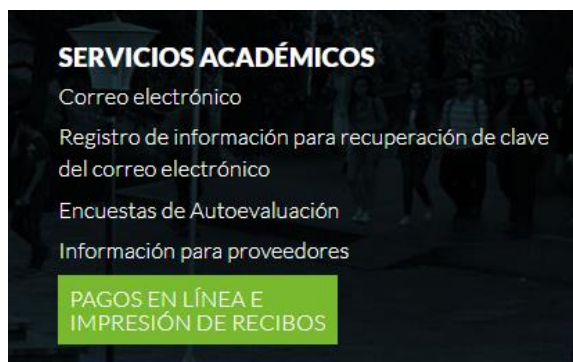 SERVICIOS ACADÉMICOS
Correo electrónico
Registro de información para recuperación de clave
del correo electrónico
Encuestas de Autoevaluación
Información para proveedores
PAGOS EN LÍNEA E
IMPRESIÓN DE RECIBOS